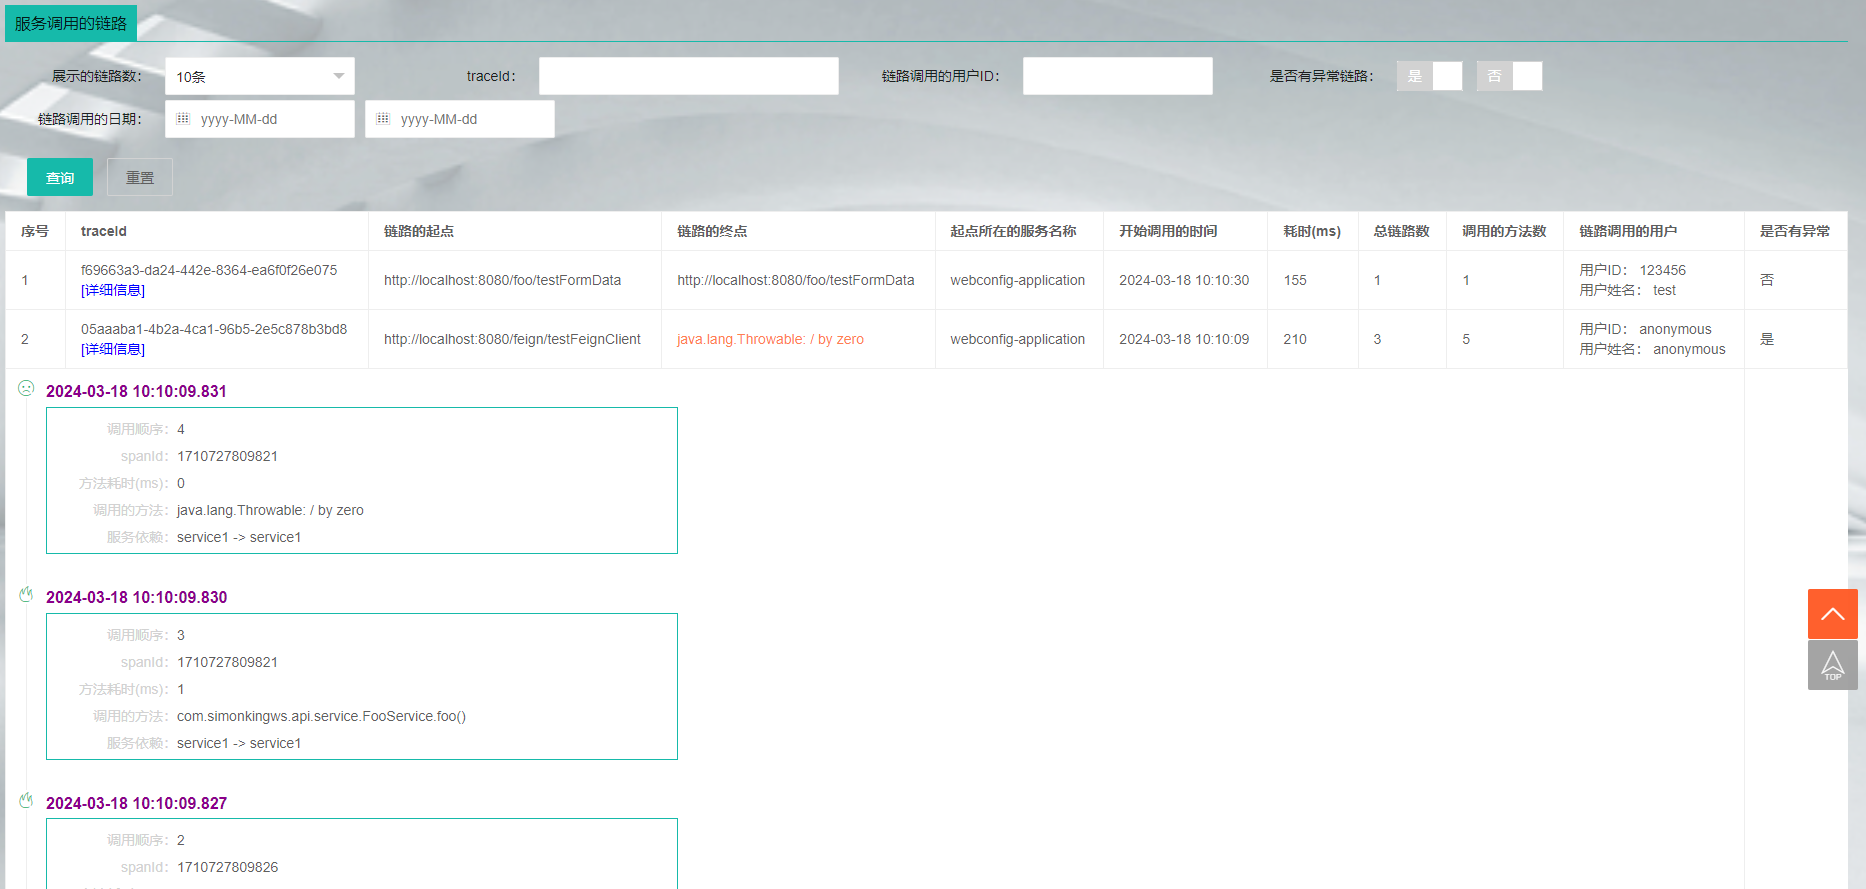 服务调用的链路
展示的链路数： 10条 traceId： 链路调用的用户ID： 是否有异常链路： 是 否
链路调用的日期： yyyy-MM-dd yyyy-MM-dd
查询 重置
序号 traceId 链路的起点 链路的终点 起点所在的服务名称 开始调用的时间 耗时(ms) 总链路数 调用的方法数 链路调用的用户 是否有异常
1 f69663a3-da24-442e-8364-ea6f0f26e075 http://localhost:8080/foo/testFormData http://localhost:8080/foo/testFormData webconfig-application 2024-03-18 10:10:30 155 1 1 用户ID： 123456 否
[详细信息] 用户姓名： test
2 05aaaba1-4b2a-4ca1-96b5-2e5c878b3bd8 http://localhost:8080/feign/testFeignClient java.lang.Throwable: / by zero webconfig-application 2024-03-18 10:10:09 210 3 5 用户ID： anonymous 是
[详细信息] 用户姓名： anonymous
2024-03-18 10:10:09.831
调用顺序： 4
spanId： 1710727809821
方法耗时(ms)： 0
调用的方法： java.lang.Throwable: / by zero
服务依赖： service1 -> service1
2024-03-18 10:10:09.830
调用顺序： 3
spanId： 1710727809821
方法耗时(ms)： 1
调用的方法： com.simonkingws.api.service.FooService.foo()
服务依赖： service1 -> service1
TOP
2024-03-18 10:10:09.827
调用顺序： 2
spanId： 1710727809826